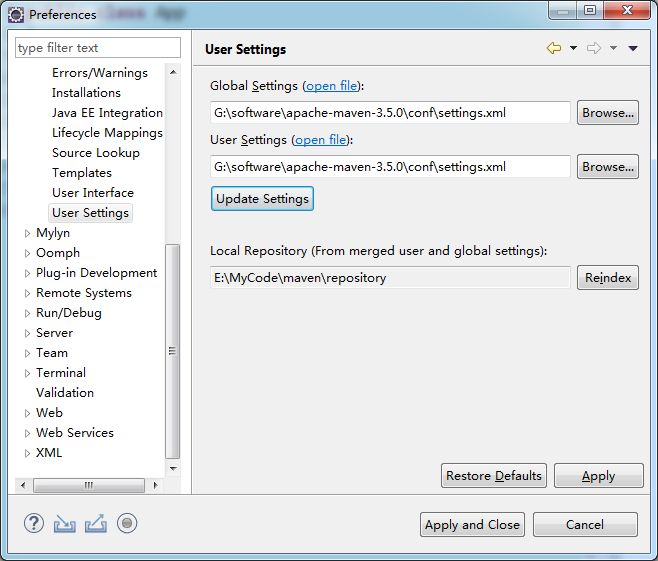 Preferences
type filter text
Errors/Warnings
Installations
Java EE Integration
Lifecycle Mappings
Source Lookup
Templates
User Interface
User Settings
Mylyn
Oomph
Plug-in Development
Remote Systems
Run/Debug
Server
Team
Terminal
Validation
Web
Web Services
XML
User Settings
Global Settings (open file):
G:\software\apache-maven-3.5.0\conf\settings.xml Browse...
User Settings (open file):
G:\software\apache-maven-3.5.0\conf\settings.xml Browse...
Update Settings
Local Repository (From merged user and global settings):
E:\MyCode\maven\repository Reindex
Restore Defaults Apply
Apply and Close Cancel